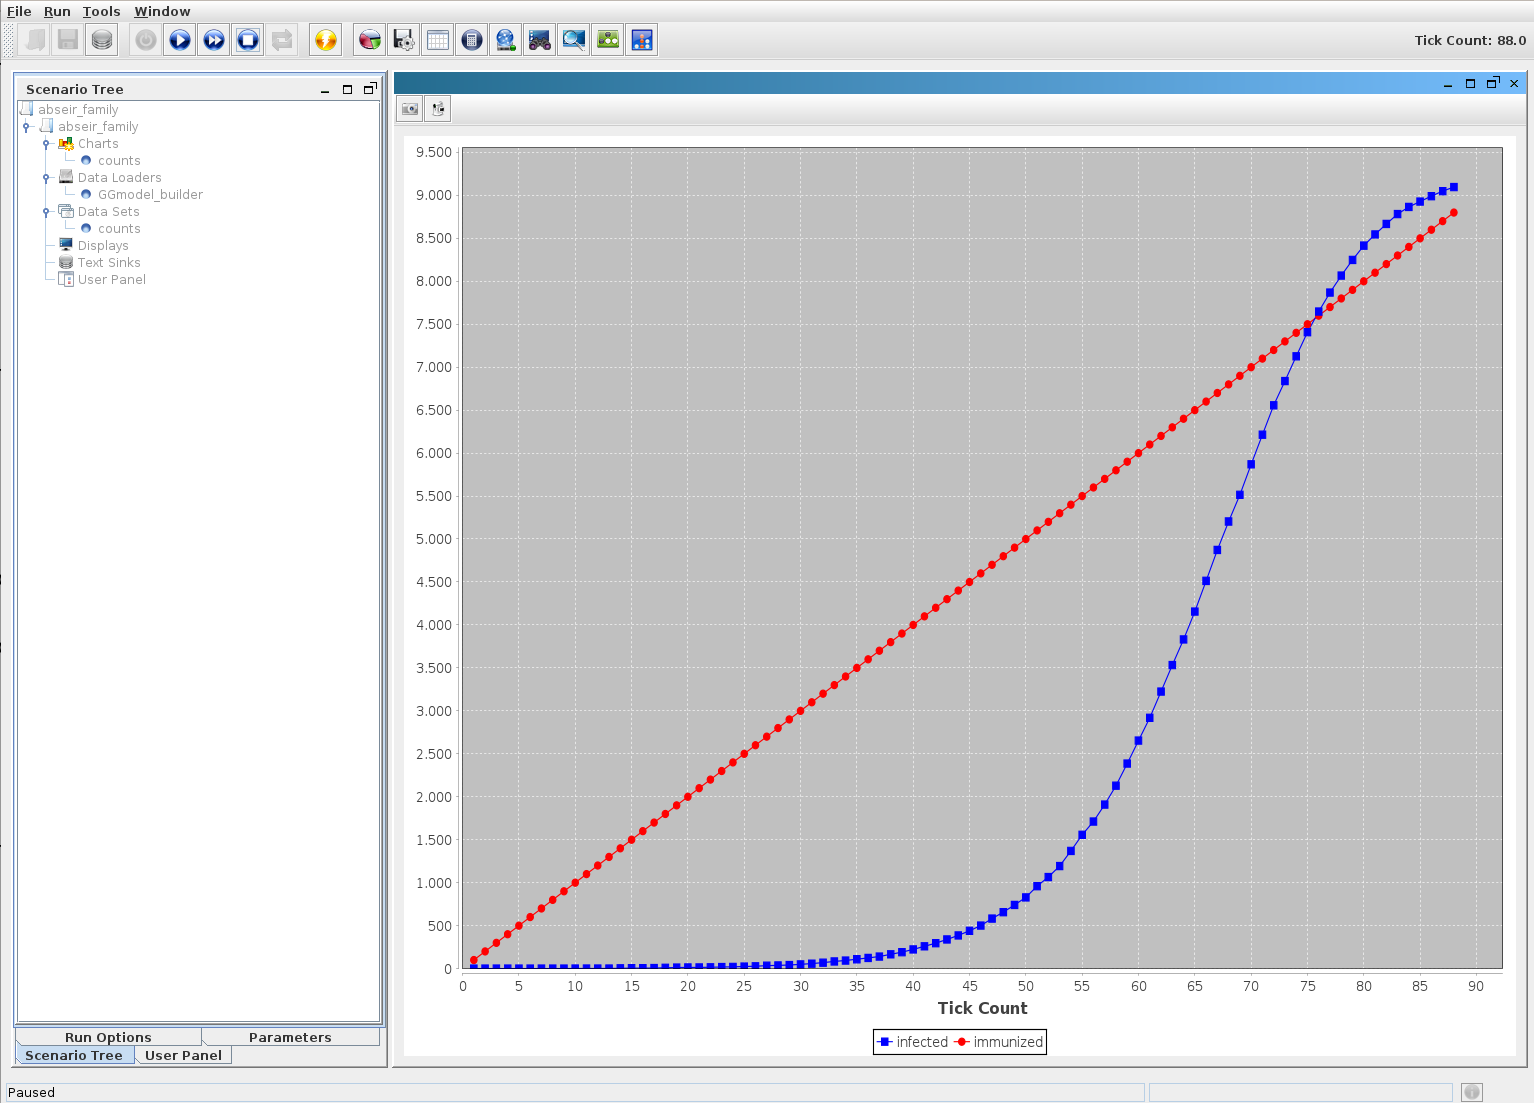 File Run Tools Window
Tick Count: 88.0
Scenario Tree
abseir_family
abseir_family
Charts
counts
Data Loaders
GGmodel_builder
Data Sets
counts
Displays
Text Sinks
User Panel
Run Options Parameters
Scenario Tree User Panel
9.500
9.000
8.500
8.000
7.500
7.000
6.500
6.000
5.500
5.000
4.500
4.000
3.500
3.000
2.500
2.000
1.500
1.000
500
0
0 5 10 15 20 25 30 35 40 45 50 55 60 65 70 75 80 85 90
Tick Count
infected immunized
Paused